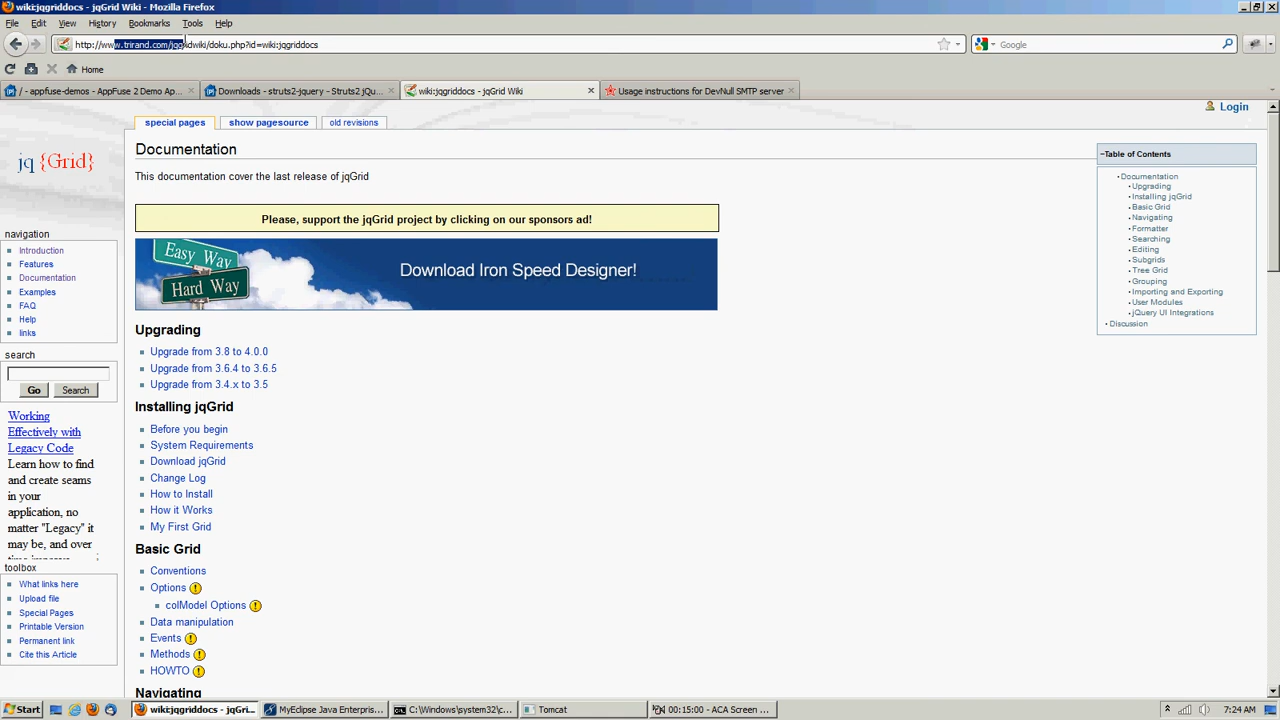 wiki:jqgriddocs - jqGrid Wiki - Mozilla Firefox
File Edit View History Bookmarks Tools Help
http://www.trirand.com/jqgridwiki/doku.php?id=wiki:jqgriddocs
Google
Home
/ - appfuse-demos - AppFuse 2 Demo Ap...
Downloads - struts2-jquery - Struts2 jQu...
wiki:jqgriddocs - jqGrid Wiki
Usage instructions for DevNull SMTP server
Login
special pages
show pagesource
old revisions
jq {Grid}
navigation
Introduction
Features
Documentation
Examples
FAQ
Help
links
search
Go
Search
Working
Effectively with
Legacy Code
Learn how to find
and create seams
in your
application, no
matter "Legacy" it
may be, and over
toolbox
What links here
Upload file
Special Pages
Printable Version
Permanent link
Cite this Article
Documentation
This documentation cover the last release of jqGrid
Please, support the jqGrid project by clicking on our sponsors ad!
Easy Way
Hard Way
Download Iron Speed Designer!
Upgrading
Upgrade from 3.8 to 4.0.0
Upgrade from 3.6.4 to 3.6.5
Upgrade from 3.4.x to 3.5
Installing jqGrid
Before you begin
System Requirements
Download jqGrid
Change Log
How to Install
How it Works
My First Grid
Basic Grid
Conventions
Options
colModel Options
Data manipulation
Events
Methods
HOWTO
Navigating
−Table of Contents
Documentation
Upgrading
Installing jqGrid
Basic Grid
Navigating
Formatter
Searching
Editing
Subgrids
Tree Grid
Grouping
Importing and Exporting
User Modules
jQuery UI Integrations
Discussion
Start
wiki:jqgriddocs - jqGri...
MyEclipse Java Enterpris...
C:\Windows\system32\c...
Tomcat
00:15:00 - ACA Screen ...
7:24 AM